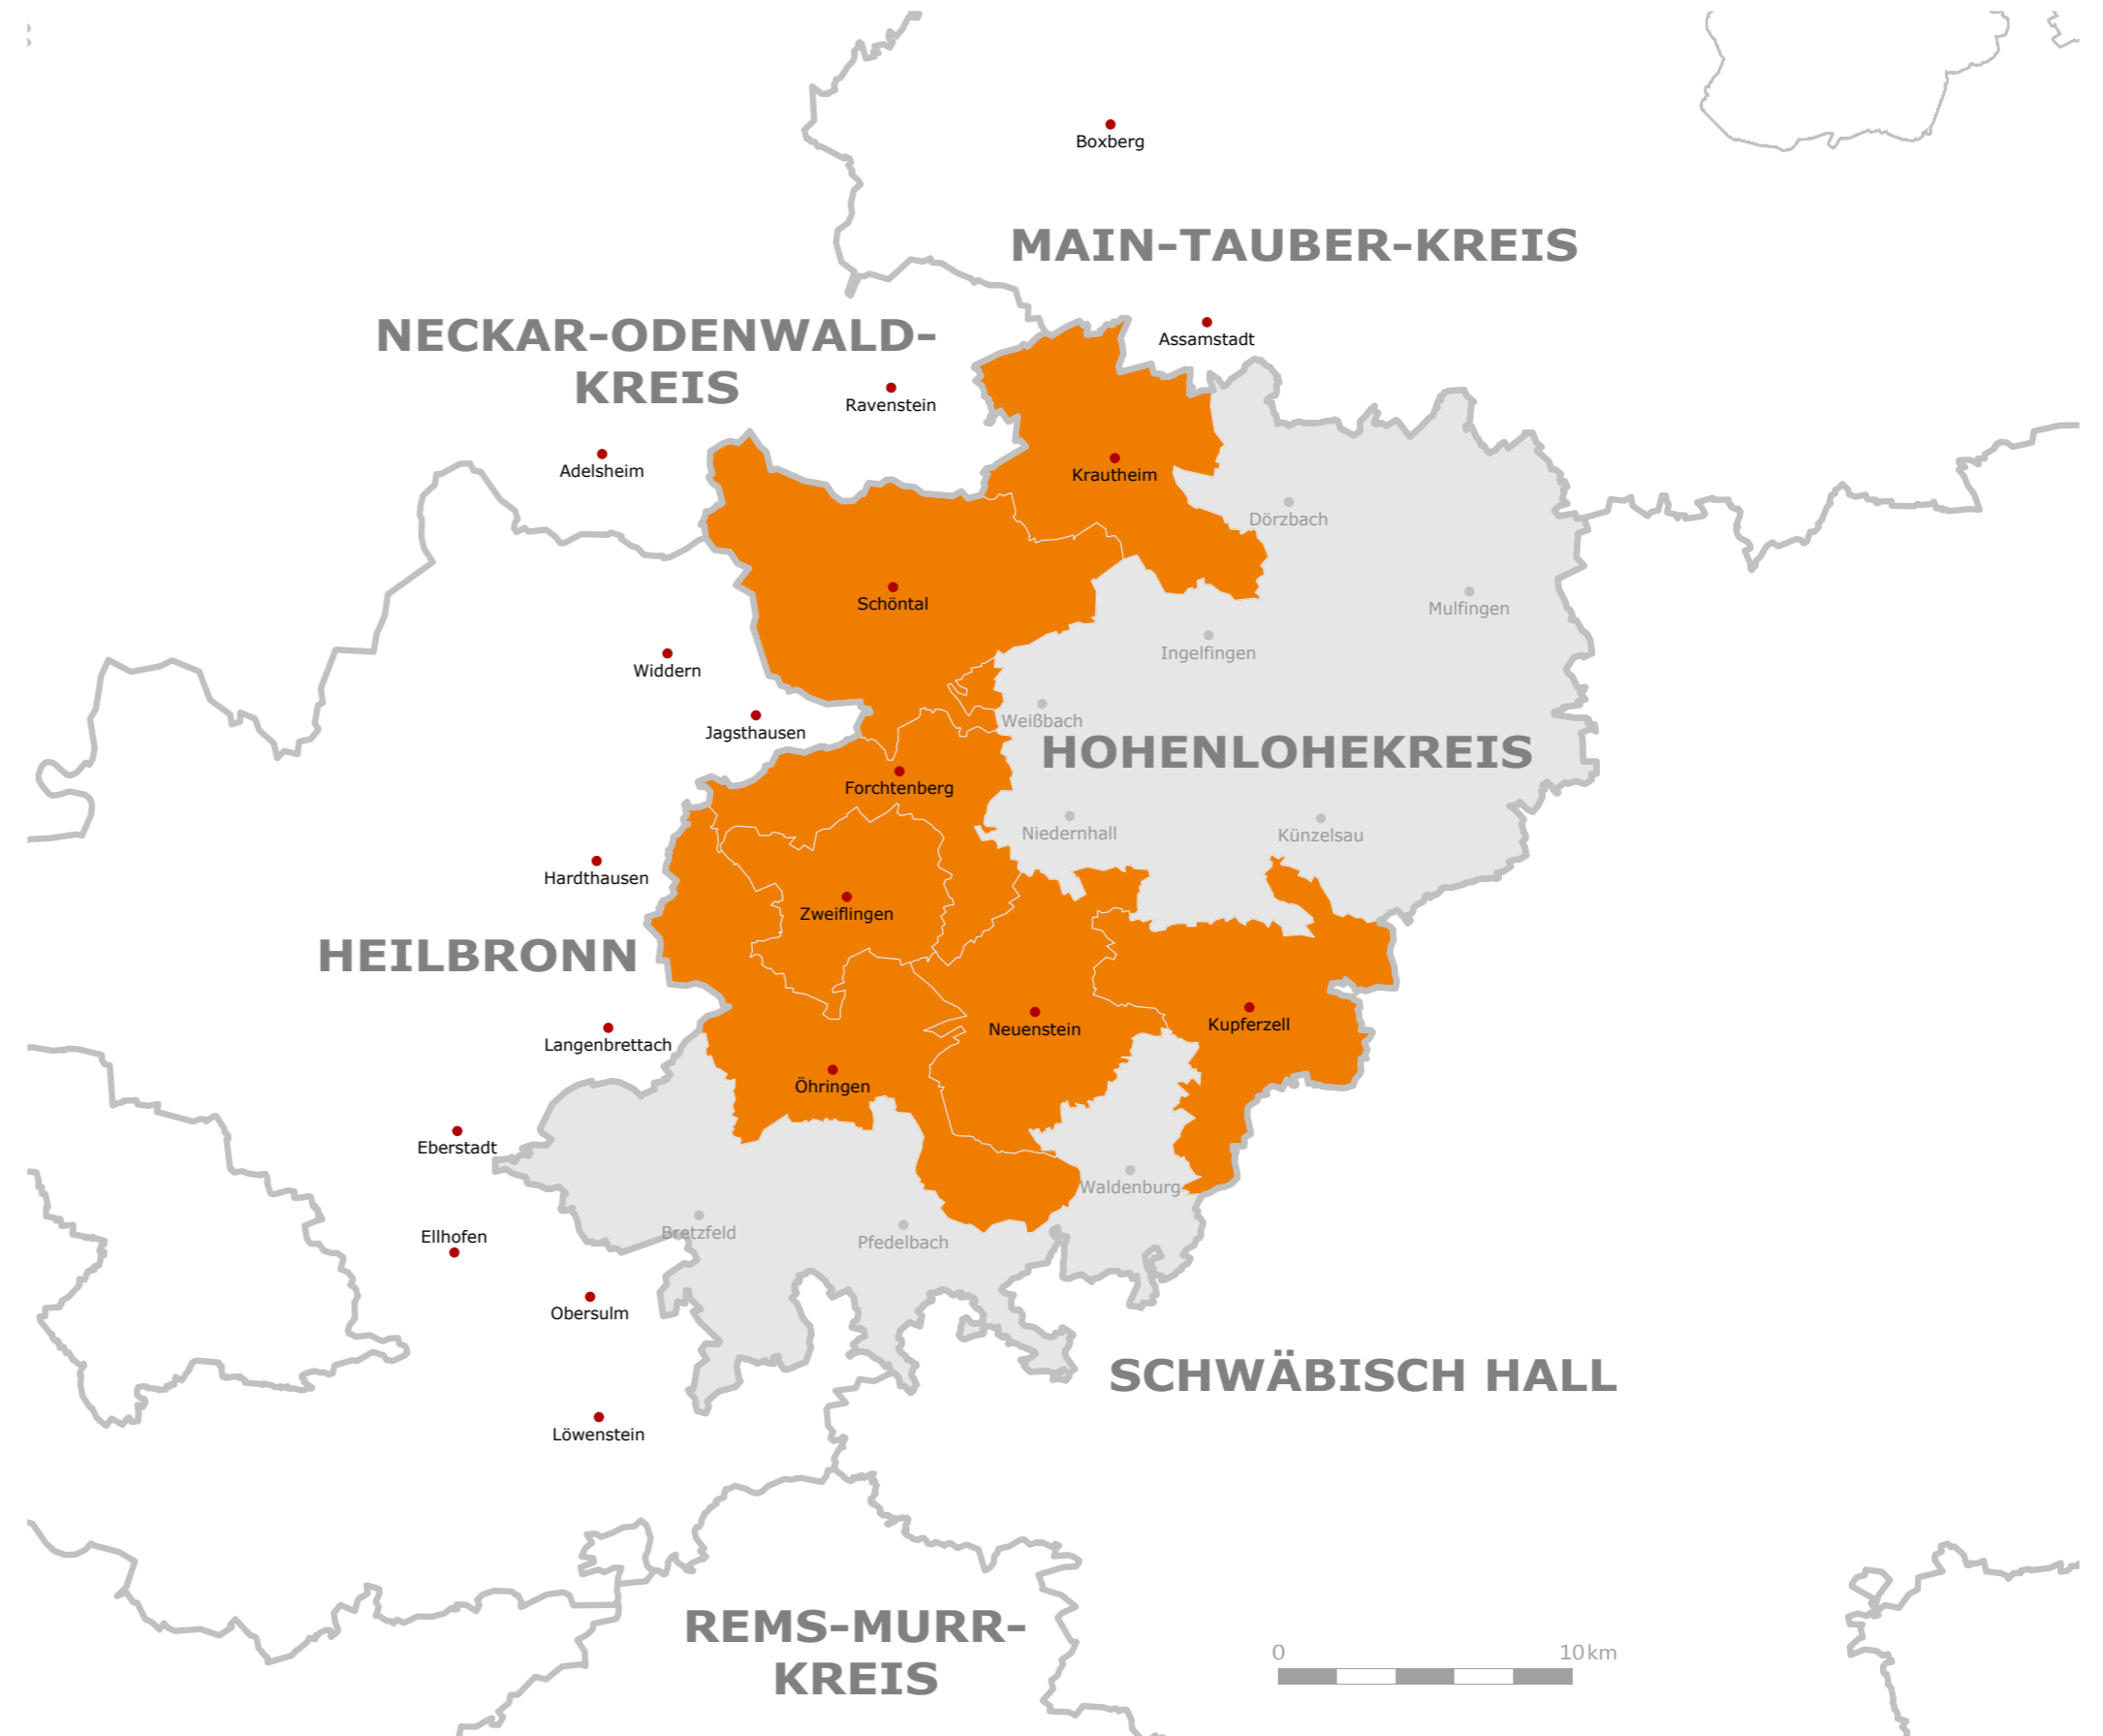 Boxberg
MAIN-TAUBER-KREIS
Assamstadt
NECKAR-ODENWALD-
KREIS
Ravenstein
Adelsheim
Krautheim
Dörzbach
Schöntal
Mulfingen
Ingelfingen
Widdern
Weißbach
Jagsthausen
HOHENLOHEKREIS
Forchtenberg
Niedernhall
Künzelsau
Hardthausen
Zweiflingen
HEILBRONN
Neuenstein
Kupferzell
Langenbrettach
Öhringen
Eberstadt
Waldenburg
Ellhofen
Bretzfeld
Pfedelbach
Obersulm
SCHWÄBISCH HALL
Löwenstein
REMS-MURR-
KREIS
0 10 km